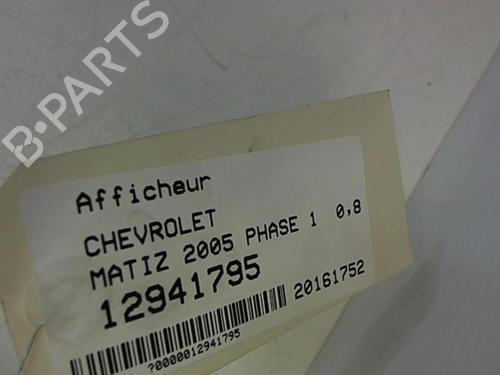 B-PARTS
Afficheur
CHEVROLET
MATIZ 2005 PHASE 1 0,8
12941795
20161752
?0000012941795